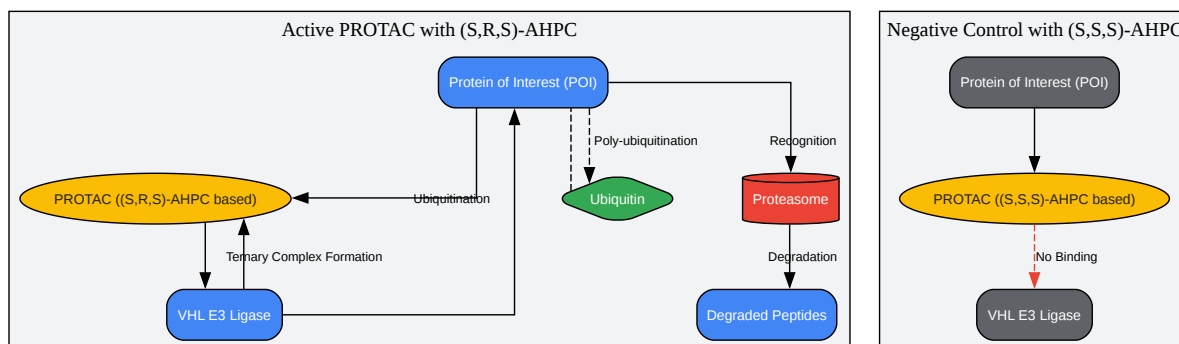 Active PROTAC with (S,R,S)-AHPC
Protein of Interest (POI)
Poly-ubiquitination
Recognition
PROTAC ((S,R,S)-AHPC based)
Ubiquitination
Ubiquitin
Proteasome
Ternary Complex Formation
Degradation
VHL E3 Ligase
Degraded Peptides
Negative Control with (S,S,S)-AHPC
Protein of Interest (POI)
PROTAC ((S,S,S)-AHPC based)
No Binding
VHL E3 Ligase